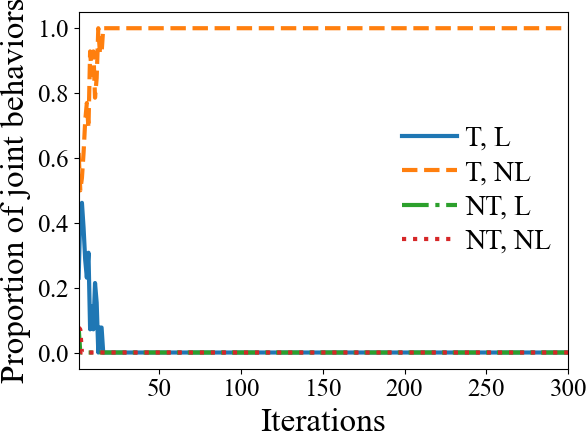 Proportion of joint behaviors
1.0
0.8
0.6
0.4
0.2
0.0
T, L
T, NL
NT, L
NT, NL
50 100 150 200 250 300
Iterations